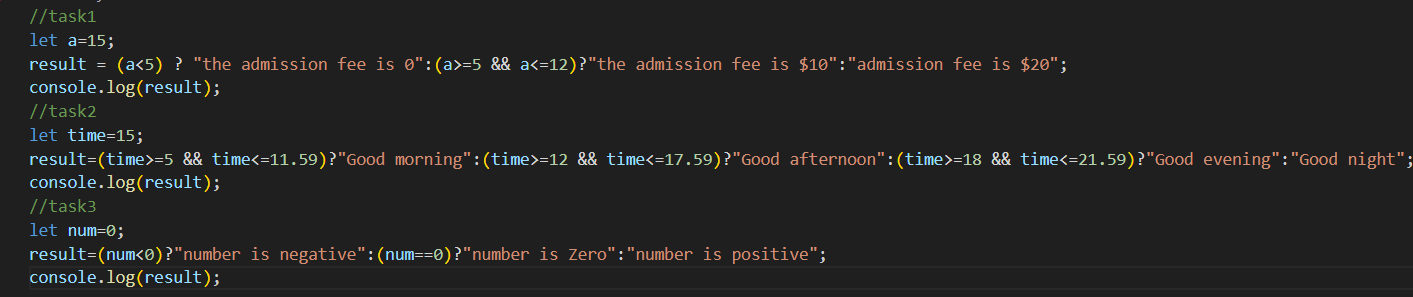 //task1
let a=15;
result = (a<5) ? "the admission fee is 0":(a>=5 && a<=12)?"the admission fee is $10":"admission fee is $20";
console.log(result);
//task2
let time=15;
result=(time>=5 && time<=11.59)?"Good morning":(time>=12 && time<=17.59)?"Good afternoon":(time>=18 && time<=21.59)?"Good evening":"Good night";
console.log(result);
//task3
let num=0;
result=(num<0)?"number is negative":(num==0)?"number is Zero":"number is positive";
console.log(result);